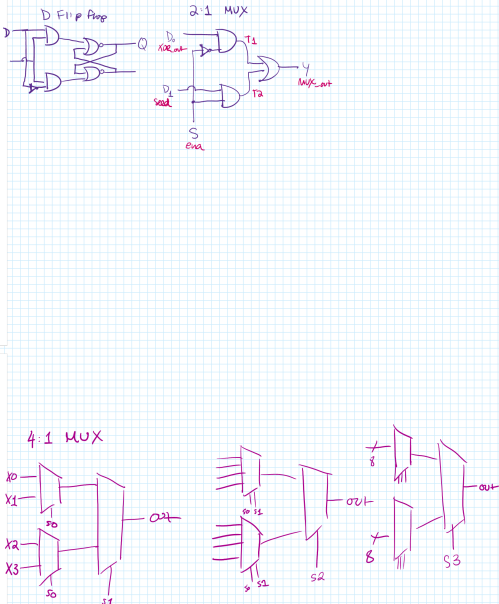 D Flip Flop
2:1 MUX
D
Q
D0
XOR_out
T1
Y
MUX_out
D1
seed
T2
S
ena
4:1 MUX
X0
X1
S0
out
X2
X3
S0
S1
S0 S1
out
S S1
S2
8
out
8
S3